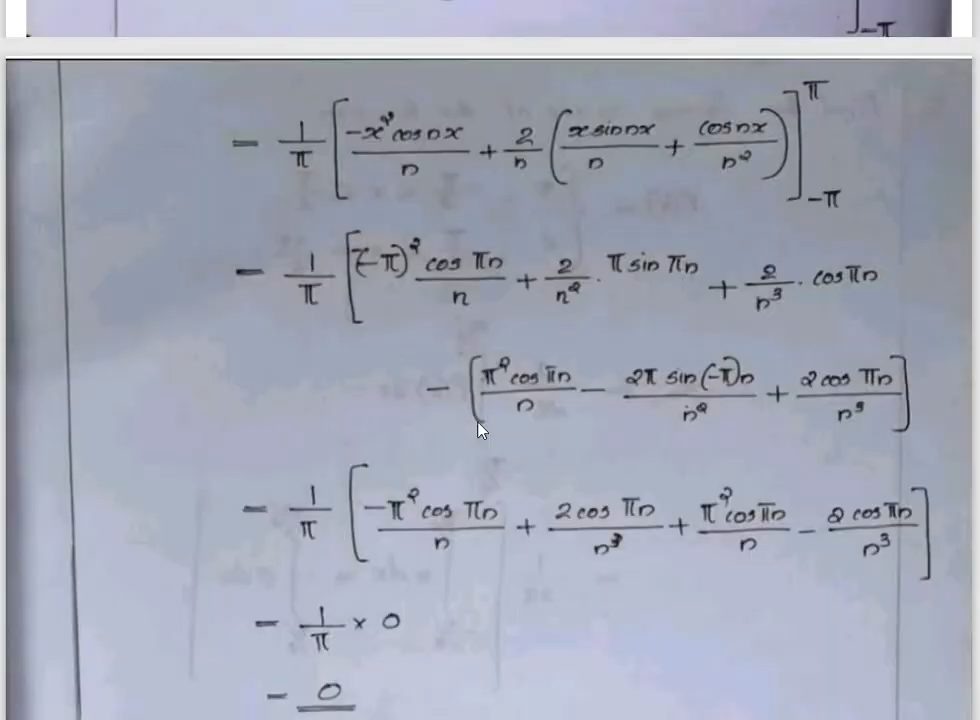 ]_{-π}
= 1/π [ -x² cos nx / n + 2/n ( x sin nx / n + cos nx / n² ) ]_{-π}^{π}
= 1/π [ (-π)² cos πn / n + 2/n² · π sin πn + 2/n³ · cos πn
- [ π² cos πn / n - 2π sin(-π)n / n² + 2 cos πn / n³ ]
= 1/π [ -π² cos πn / n + 2 cos πn / n³ + π² cos πn / n - 2 cos πn / n³ ]
= 1/π × 0
= 0